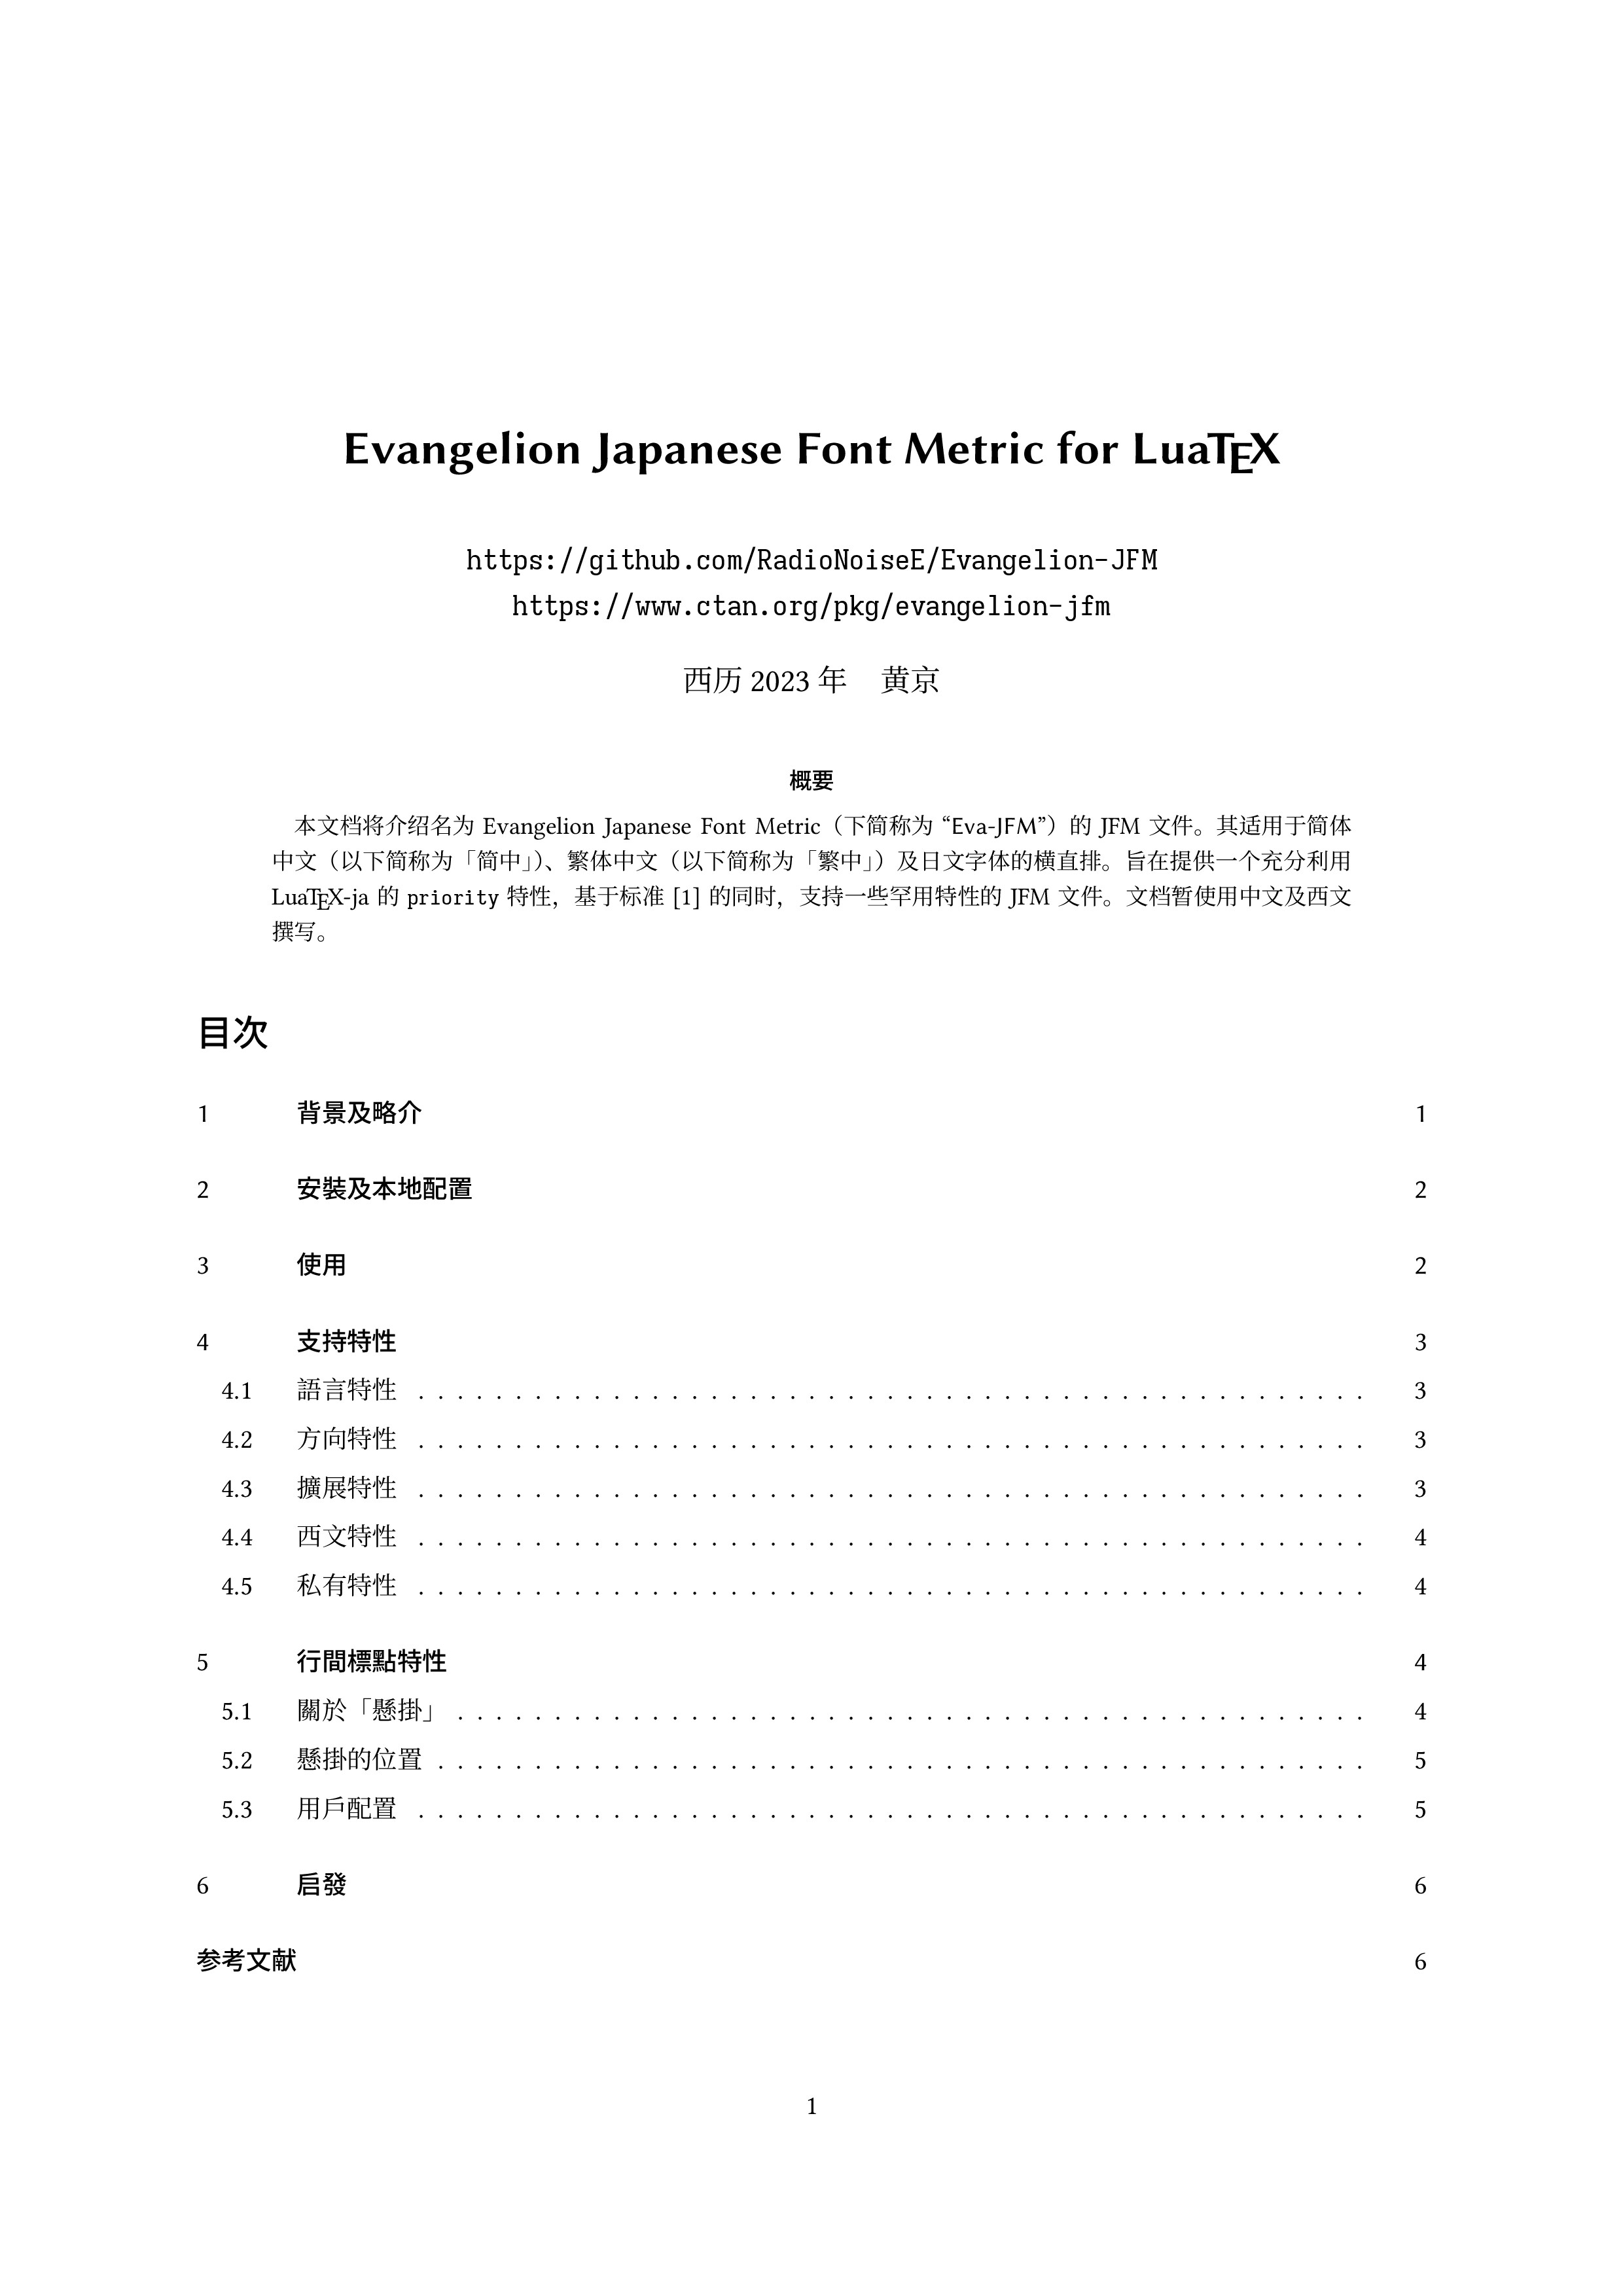 Evangelion Japanese Font Metric for LuaTEX
https://github.com/RadioNoiseE/Evangelion-JFM
https://www.ctan.org/pkg/evangelion-jfm
西历 2023 年　黄京
概要
本文档将介绍名为 Evangelion Japanese Font Metric（下简称为 “Eva-JFM”）的 JFM 文件。其适用于简体
中文（以下简称为「简中」）、繁体中文（以下简称为「繁中」）及日文字体的横直排。旨在提供一个充分利用
LuaTEX-ja 的 priority 特性，基于标准 [1] 的同时，支持一些罕用特性的 JFM 文件。文档暂使用中文及西文
撰写。
目次
1 背景及略介 1
2 安裝及本地配置 2
3 使用 2
4 支持特性 3
4.1 語言特性 . . . . . . . . . . . . . . . . . . . . . . . . . . . . . . . . . . . . . . . . . . . . . . . . . 3
4.2 方向特性 . . . . . . . . . . . . . . . . . . . . . . . . . . . . . . . . . . . . . . . . . . . . . . . . . 3
4.3 擴展特性 . . . . . . . . . . . . . . . . . . . . . . . . . . . . . . . . . . . . . . . . . . . . . . . . . 3
4.4 西文特性 . . . . . . . . . . . . . . . . . . . . . . . . . . . . . . . . . . . . . . . . . . . . . . . . . 4
4.5 私有特性 . . . . . . . . . . . . . . . . . . . . . . . . . . . . . . . . . . . . . . . . . . . . . . . . . 4
5 行間標點特性 4
5.1 關於「懸掛」 . . . . . . . . . . . . . . . . . . . . . . . . . . . . . . . . . . . . . . . . . . . . . . . 4
5.2 懸掛的位置 . . . . . . . . . . . . . . . . . . . . . . . . . . . . . . . . . . . . . . . . . . . . . . . . 5
5.3 用戶配置 . . . . . . . . . . . . . . . . . . . . . . . . . . . . . . . . . . . . . . . . . . . . . . . . . 5
6 启發 6
参考文献 6
1